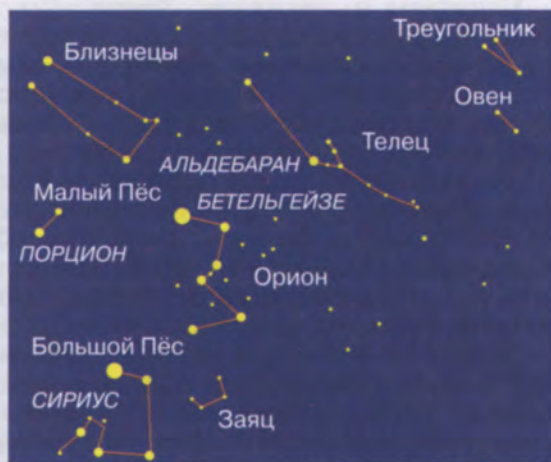 Близнецы
Треугольник
Овен
Телец
АЛЬДЕБАРАН
Малый Пёс
БЕТЕЛЬГЕЙЗЕ
ПОРЦИОН
Орион
Большой Пёс
СИРИУС
Заяц